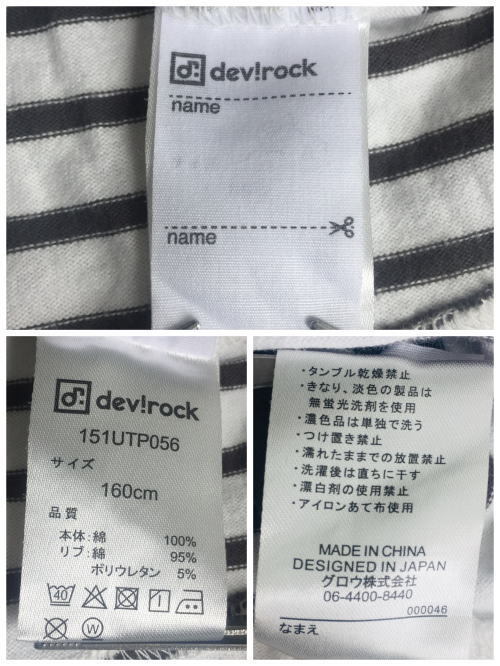 dev!rock
name
name
dev!rock
151UTP056
サイズ
160cm
品質
本体:綿 100%
リブ:綿 95%
ポリウレタン 5%
40
W
・タンブル乾燥禁止
・きなり、淡色の製品は
無蛍光洗剤を使用
・濃色品は単独で洗う
・つけ置き禁止
・濡れたままでの放置禁止
・洗濯後は直ちに干す
・漂白剤の使用禁止
・アイロンあて布使用
MADE IN CHINA
DESIGNED IN JAPAN
グロウ株式会社
06-4400-8440
000046
なまえ